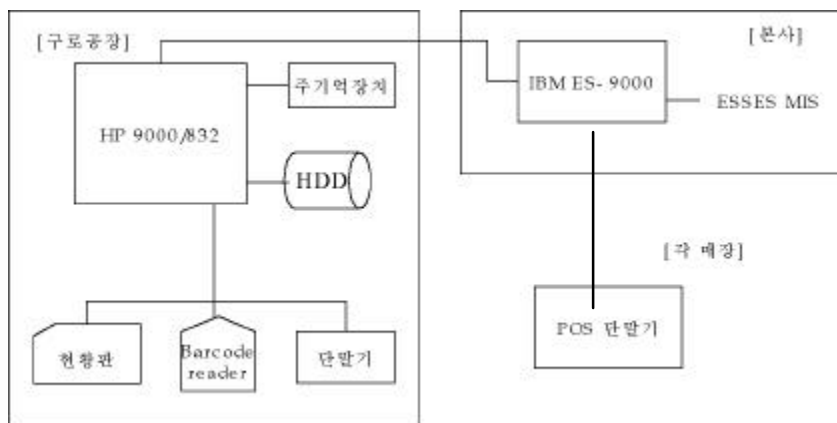 [구로공장]
HP 9000/832
주기억장치
HDD
현황판
Barcode
reader
단말기
[본사]
IBM ES- 9000
ESSES MIS
[각 매장]
POS 단말기